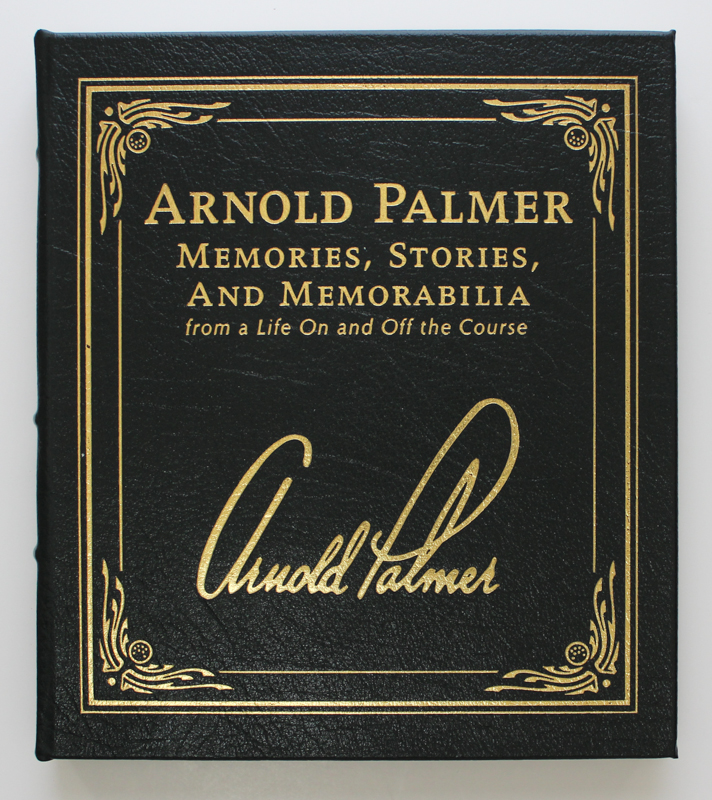 ARNOLD PALMER
MEMORIES, STORIES,
AND MEMORABILIA
from a Life On and Off the Course
Arnold Palmer